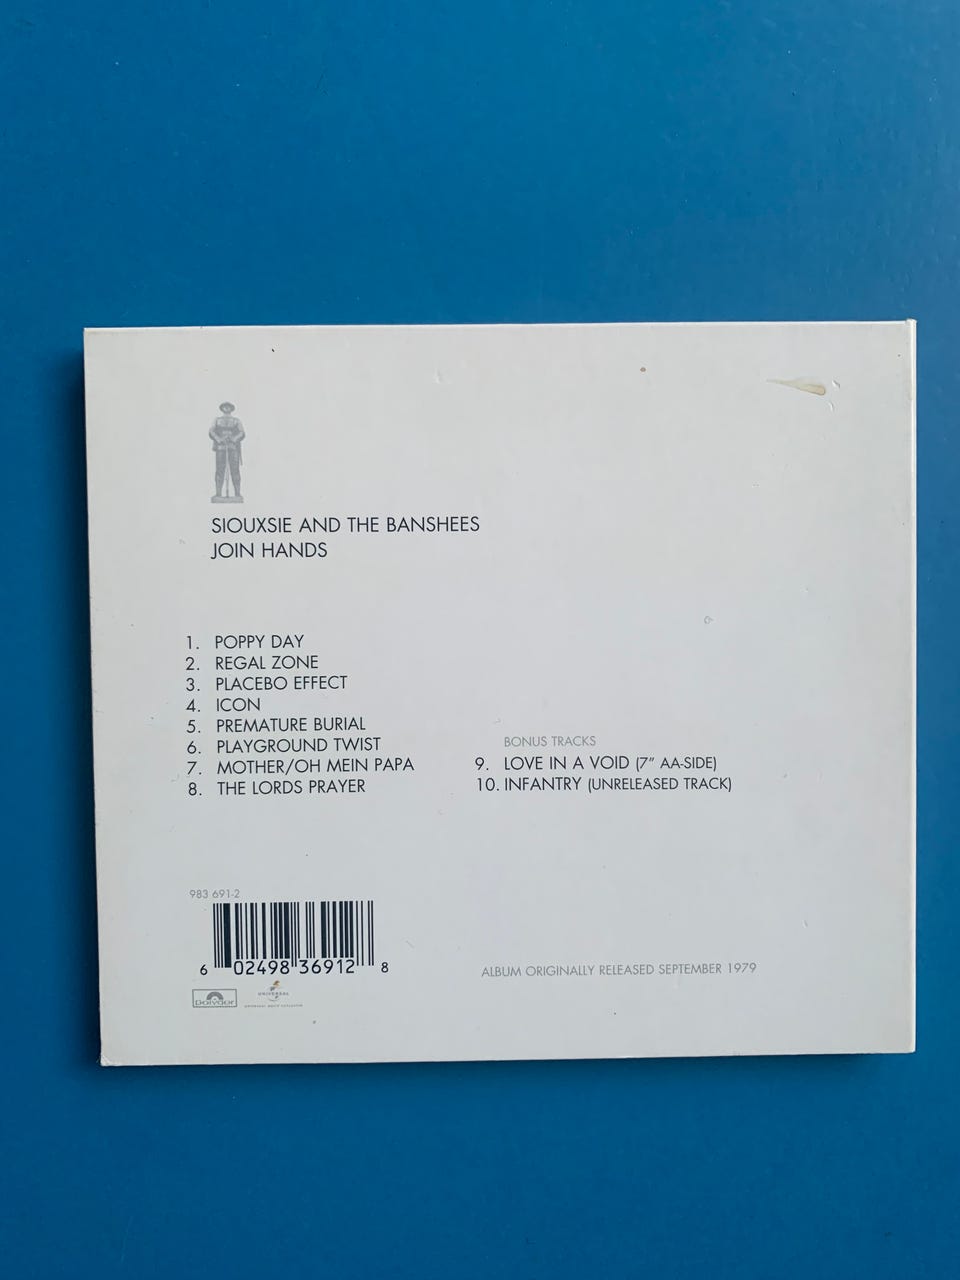 SIOUXSIE AND THE BANSHEES
JOIN HANDS
1. POPPY DAY
2. REGAL ZONE
3. PLACEBO EFFECT
4. ICON
5. PREMATURE BURIAL
6. PLAYGROUND TWIST
7. MOTHER/OH MEIN PAPA
8. THE LORDS PRAYER
BONUS TRACKS
9. LOVE IN A VOID (7" AA-SIDE)
10. INFANTRY (UNRELEASED TRACK)
983 691-2
6 02498 36912 8
ALBUM ORIGINALLY RELEASED SEPTEMBER 1979
Polydor
UNIVERSAL